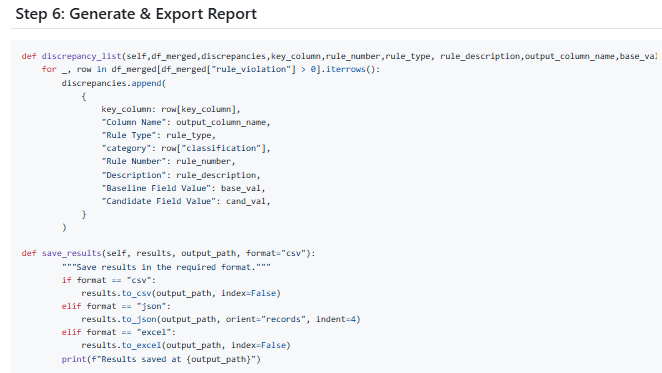 Step 6: Generate & Export Report
def discrepancy_list(self,df_merged,discrepancies,key_column,rule_number,rule_type, rule_description,output_column_name,base_val
for _, row in df_merged[df_merged["rule_violation"] > 0].iterrows():
discrepancies.append(
{
key_column: row[key_column],
"Column Name": output_column_name,
"Rule Type": rule_type,
"category": row["classification"],
"Rule Number": rule_number,
"Description": rule_description,
"Baseline Field Value": base_val,
"Candidate Field Value": cand_val,
}
)
def save_results(self, results, output_path, format="csv"):
"""Save results in the required format."""
if format == "csv":
results.to_csv(output_path, index=False)
elif format == "json":
results.to_json(output_path, orient="records", indent=4)
elif format == "excel":
results.to_excel(output_path, index=False)
print(f"Results saved at {output_path}")